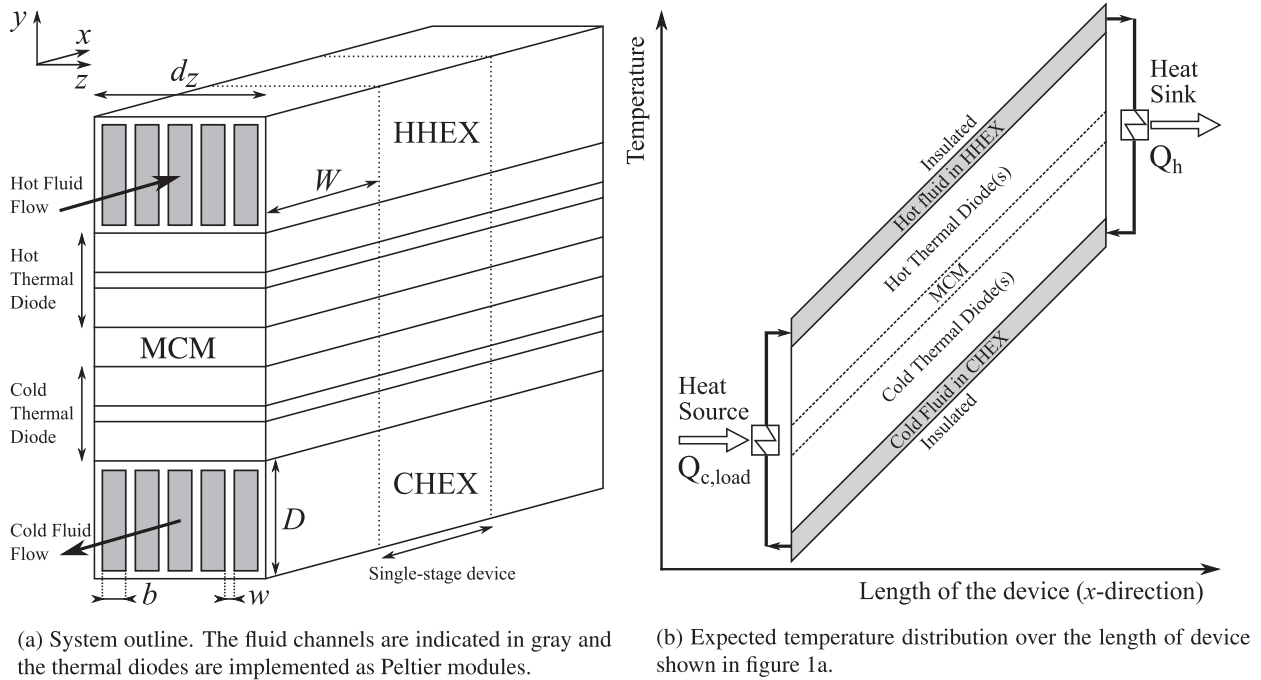 y
x
z
dz
HHEX
W
Hot Fluid
Flow
Hot
Thermal
Diode
MCM
Cold
Thermal
Diode
CHEX
D
Cold Fluid
Flow
Single-stage device
b
w
(a) System outline. The fluid channels are indicated in gray and
the thermal diodes are implemented as Peltier modules.
Temperature
Insulated
Hot fluid in HHEX
Hot Thermal Diode(s)
MCM
Cold Thermal Diode(s)
Cold Fluid in CHEX
Insulated
Heat
Sink
Qh
Heat
Source
Qc,load
Length of the device (x-direction)
(b) Expected temperature distribution over the length of device
shown in figure 1a.